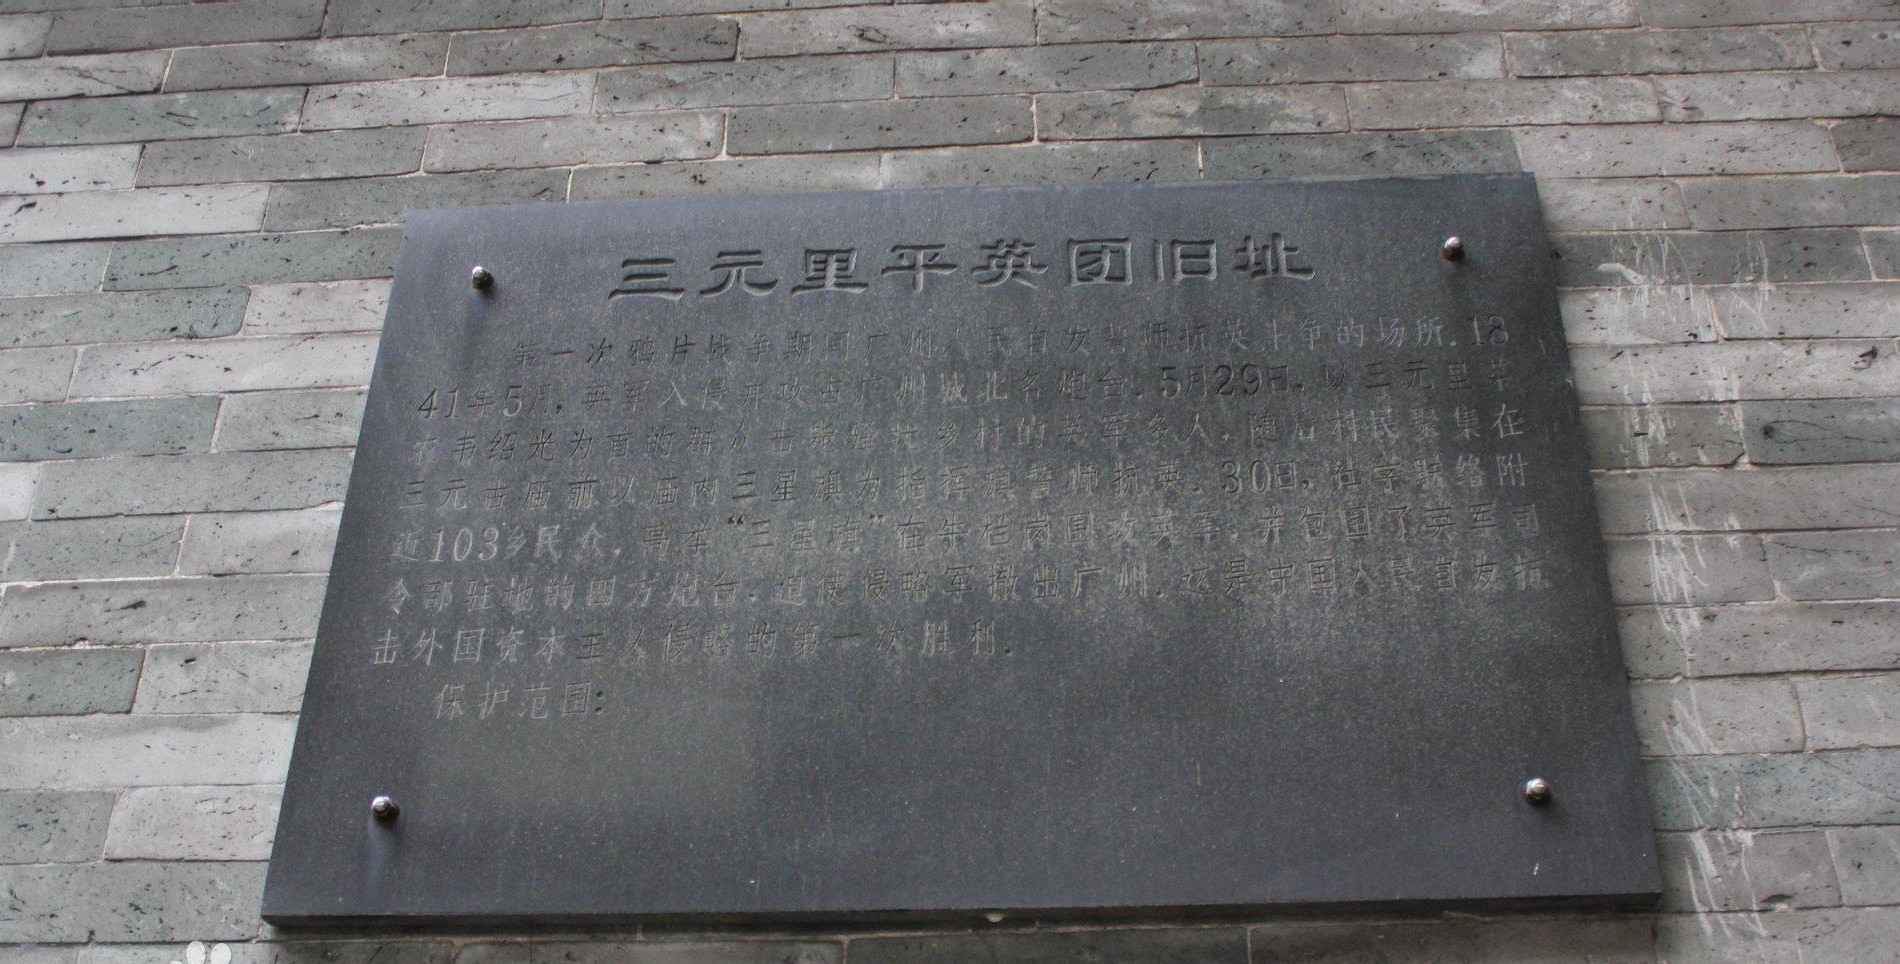 三元里平英团旧址
第一次鸦片战争期间广州人民自发誓师抗英斗争的场所.18
41年5月,英军入侵并攻占广州城北各炮台.5月29日,以三元里菜
农韦绍光为首的群众击毙骚扰乡村的英军多人,随后村民聚集在
三元古庙前以庙内三星旗为指挥旗誓师抗英.30日,社学联络附
近103乡民众,高举“三星旗”在牛栏岗围攻英军,并包围了英军司
令部驻地的四方炮台,迫使侵略军撤出广州.这是中国人民自发抗
击外国资本主义侵略的第一次胜利.
保护范围: